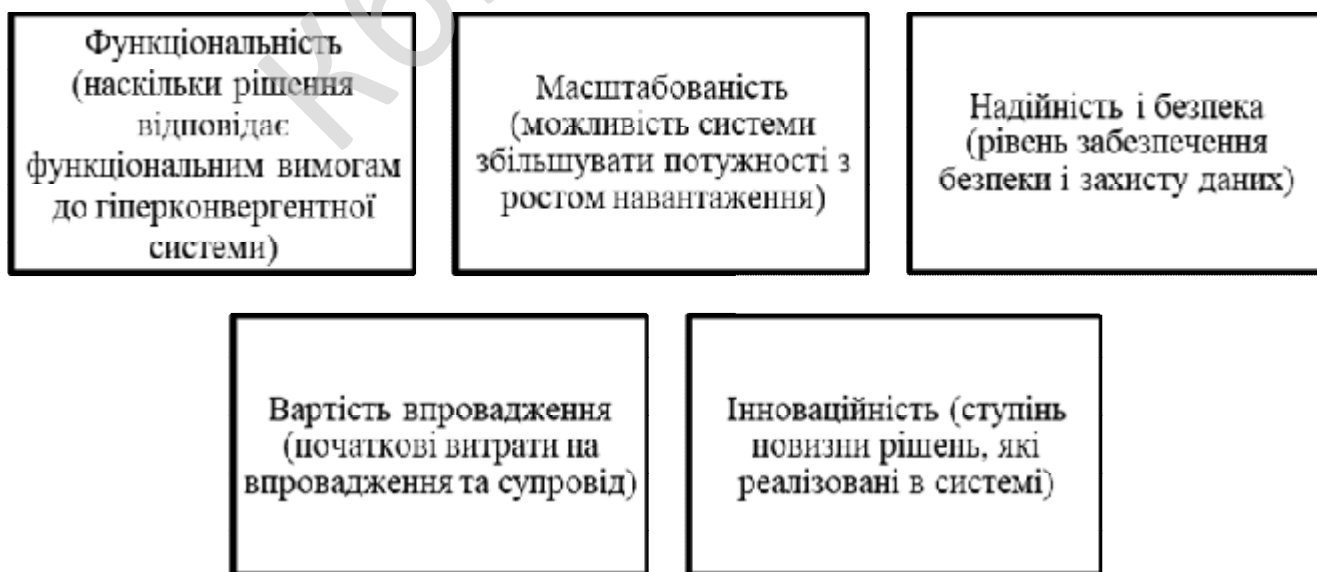 Функціональність
(наскільки рішення
відповідає
функціональним вимогам
до гіперконвергентної
системи)
Масштабованість
(можливість системи
збільшувати потужності з
ростом навантаження)
Надійність і безпека
(рівень забезпечення
безпеки і захисту даних)
Вартість впровадження
(початкові витрати на
впровадження та супровід)
Інноваційність (ступінь
новизни рішень, які
реалізовані в системі)